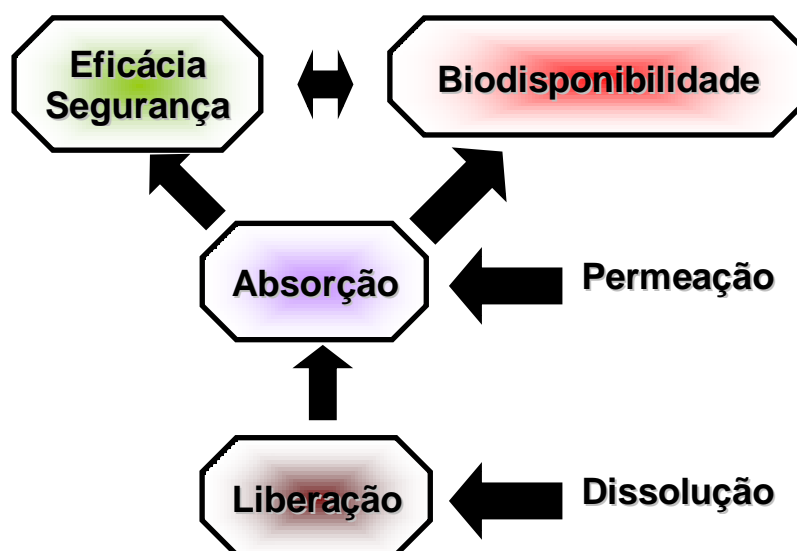 Eficácia
Segurança
Biodisponibilidade
Absorção
Permeação
Liberação
Dissolução